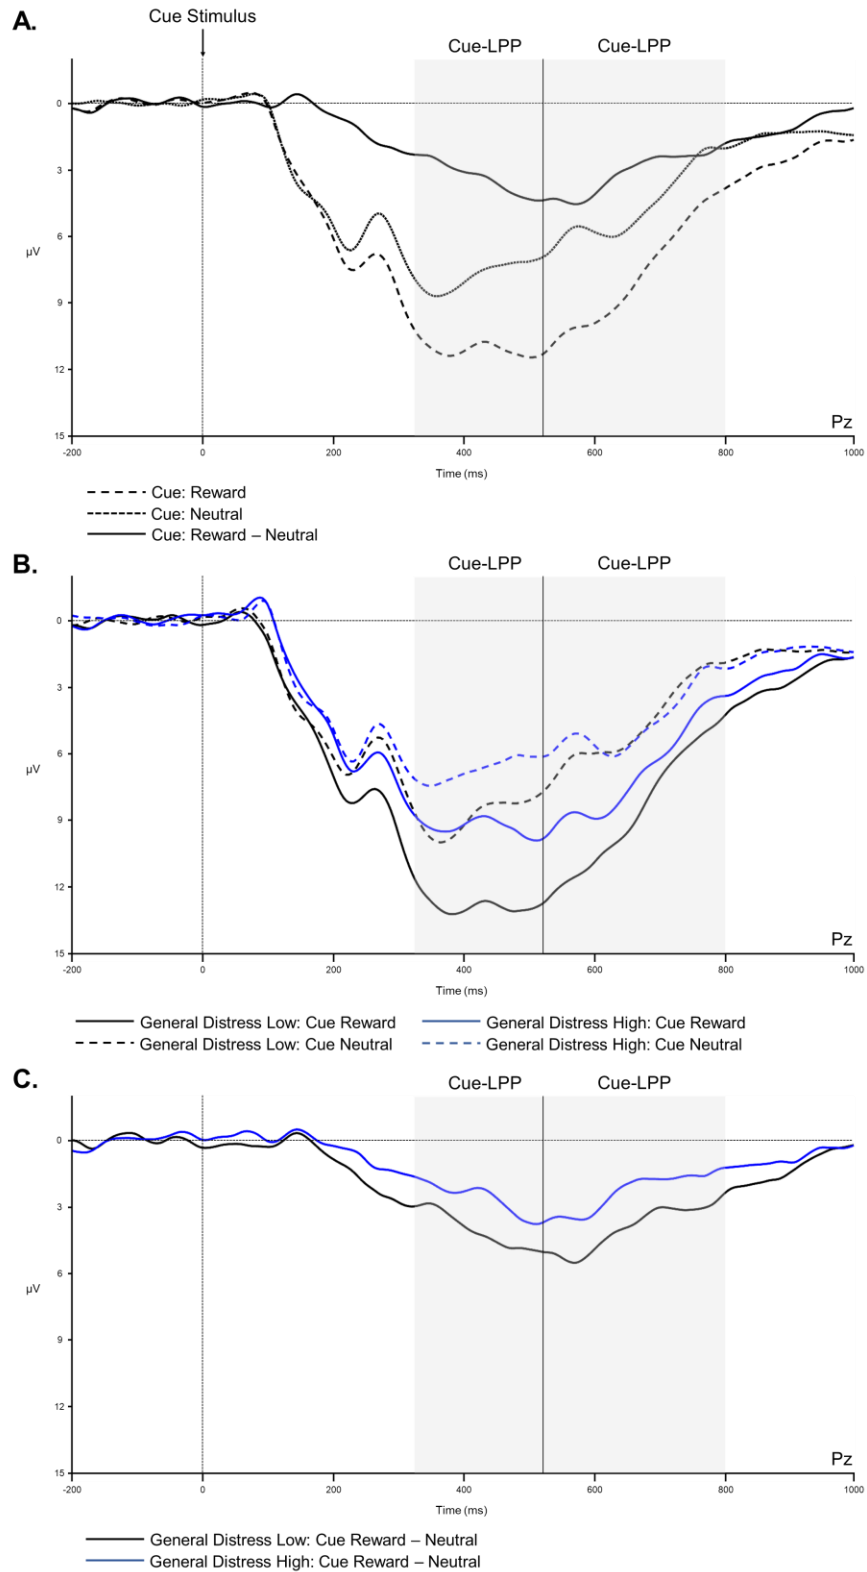 A.
Cue Stimulus
Cue-LPP Cue-LPP
0
3
6
µV
9
12
15
Pz
-200 0 200 400 600 800 1000
Time (ms)
Cue: Reward
Cue: Neutral
Cue: Reward – Neutral
B.
Cue-LPP Cue-LPP
0
3
6
µV
9
12
15
Pz
-200 0 200 400 600 800 1000
Time (ms)
General Distress Low: Cue Reward General Distress High: Cue Reward
General Distress Low: Cue Neutral General Distress High: Cue Neutral
C.
Cue-LPP Cue-LPP
0
3
6
µV
9
12
15
Pz
-200 0 200 400 600 800 1000
Time (ms)
General Distress Low: Cue Reward – Neutral
General Distress High: Cue Reward – Neutral